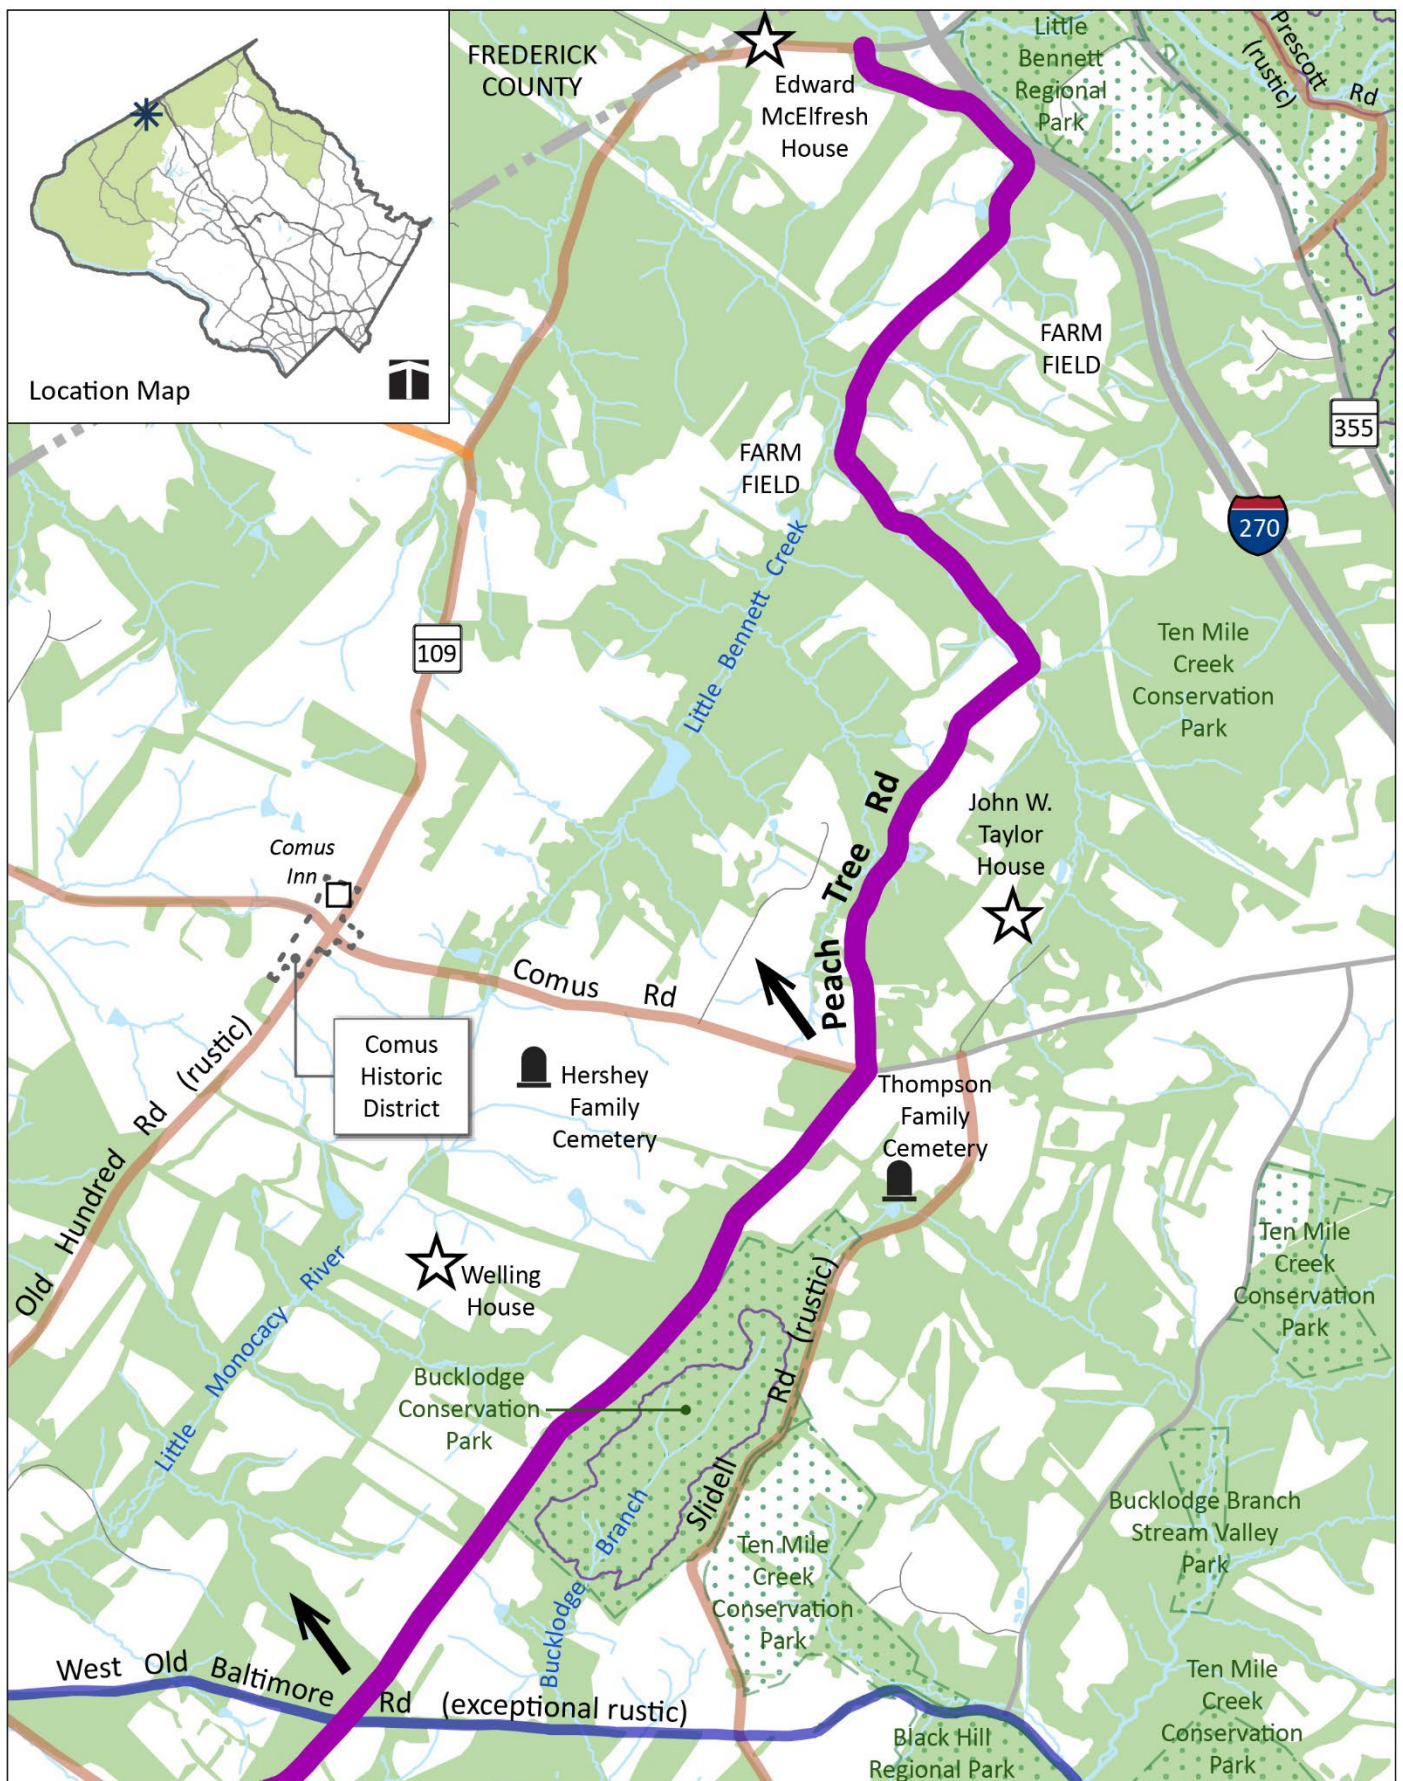 Location Map
FREDERICK
COUNTY
Edward
McElfresh
House
Little
Bennett
Regional
Park
Prescott Rd
(rustic)
FARM
FIELD
355
FARM
FIELD
270
Little Bennett Creek
109
Ten Mile
Creek
Conservation
Park
Peach Tree Rd
John W.
Taylor
House
Comus
Inn
Comus Rd
Comus
Historic
District
Hershey
Family
Cemetery
Thompson
Family
Cemetery
Old Hundred Rd (rustic)
Welling
House
Little Monocacy River
Ten Mile
Creek
Conservation
Park
Bucklodge
Conservation
Park
Slidell Rd (rustic)
Bucklodge Branch
Bucklodge Branch
Stream Valley
Park
Ten Mile
Creek
Conservation
Park
West Old Baltimore Rd (exceptional rustic)
Ten Mile
Creek
Conservation
Park
Black Hill
Regional Park